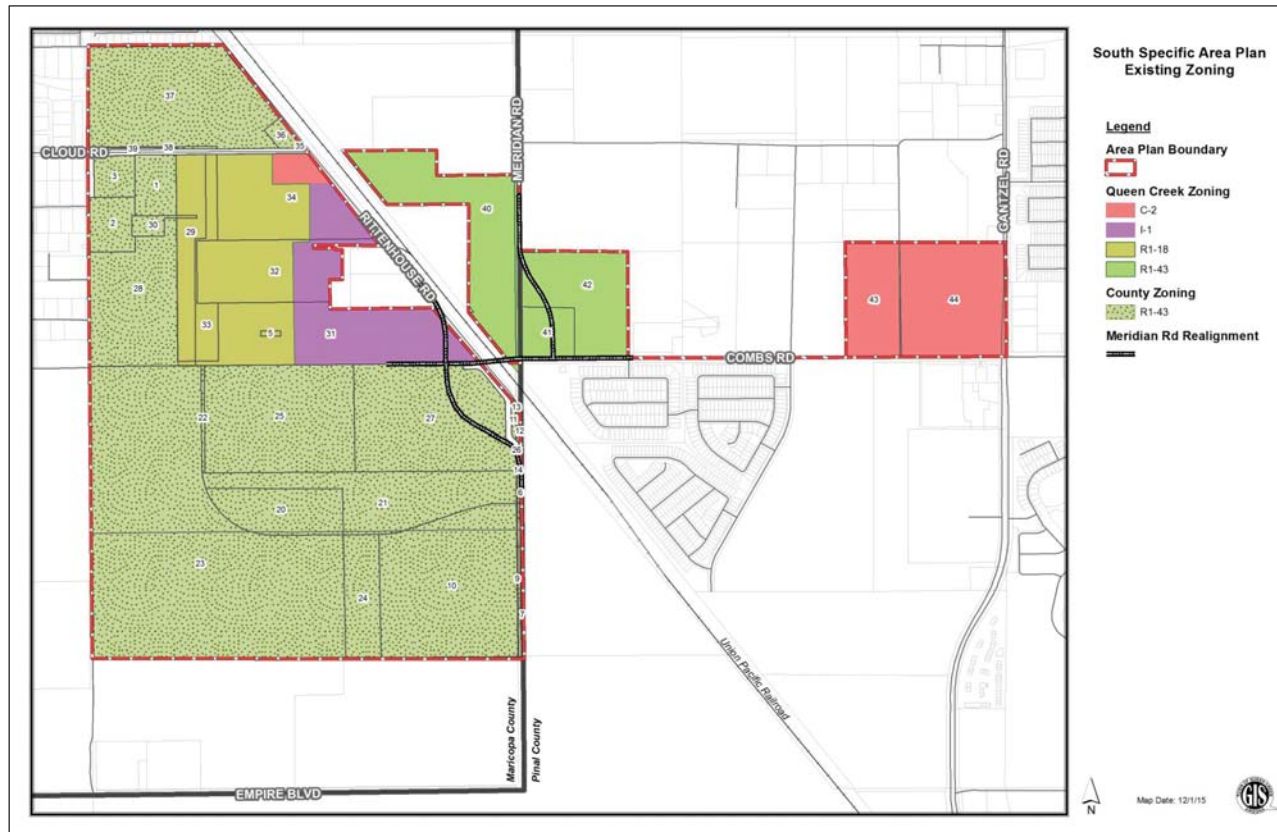 South Specific Area Plan
Existing Zoning
Legend
Area Plan Boundary
Queen Creek Zoning
C-2
I-1
R1-18
R1-43
County Zoning
R1-43
Meridian Rd Realignment
37
36
35
CLOUD RD
39
38
3
1
2
30
29
34
28
32
33
5
31
RITTENHOUSE RD
MERIDIAN RD
GANTZEL RD
40
42
41
43
44
COMBS RD
22
25
27
13
11
12
26
14
6
20
21
23
24
10
9
7
Union Pacific Railroad
Maricopa County
Pinal County
EMPIRE BLVD
N
Map Date: 12/1/15
GIS